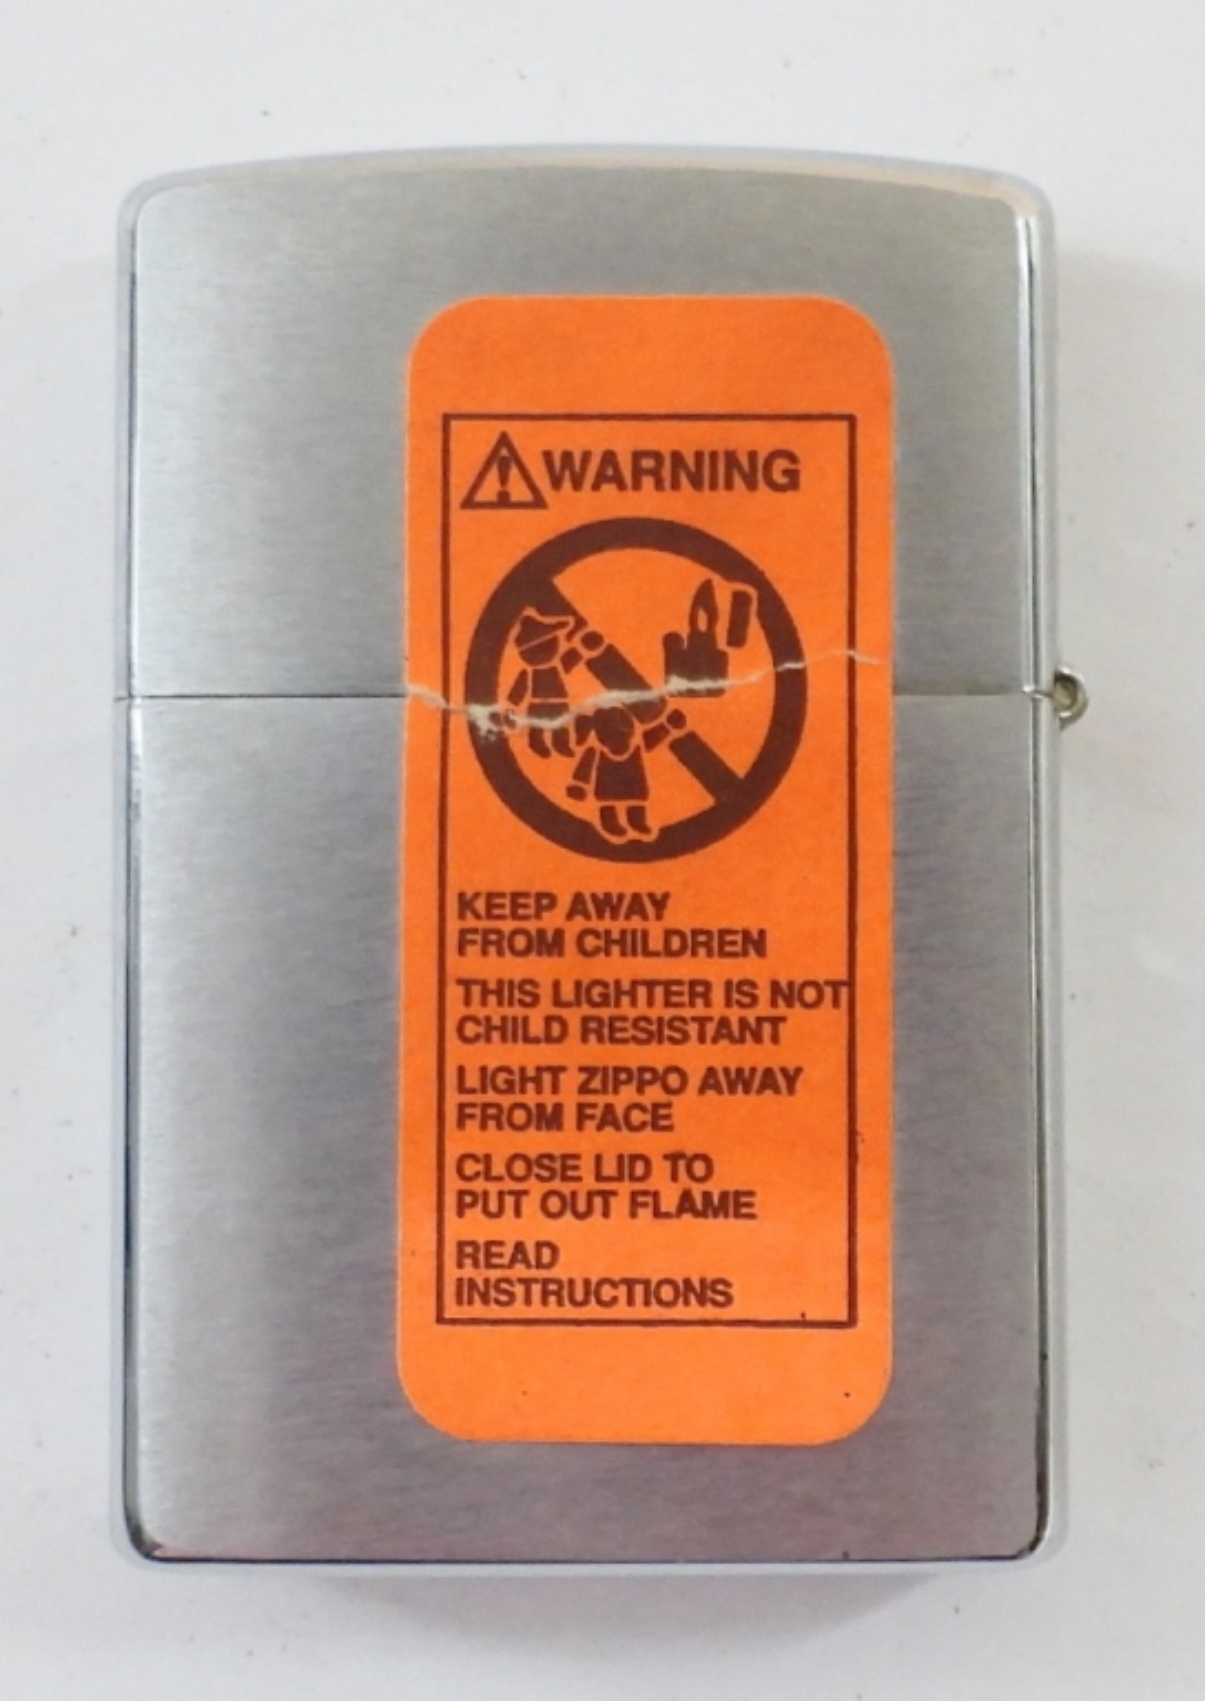 WARNING
KEEP AWAY
FROM CHILDREN
THIS LIGHTER IS NOT
CHILD RESISTANT
LIGHT ZIPPO AWAY
FROM FACE
CLOSE LID TO
PUT OUT FLAME
READ
INSTRUCTIONS